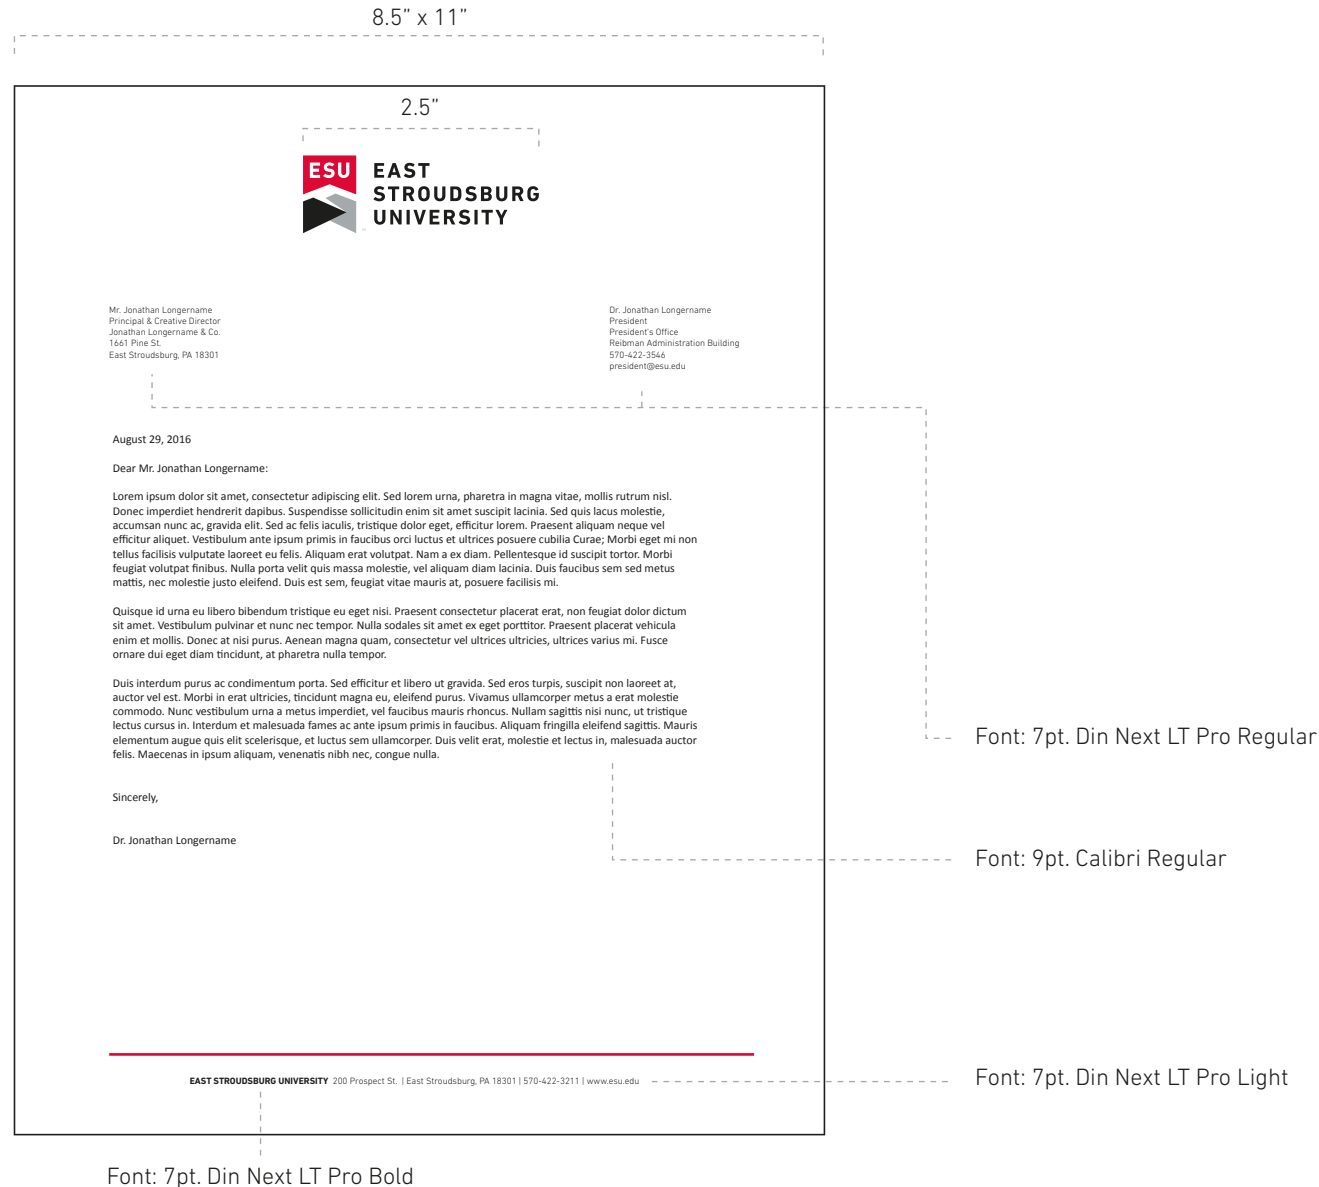 8.5” x 11”
2.5”
ESU
EAST
STROUDSBURG
UNIVERSITY
Mr. Jonathan Longername
Principal & Creative Director
Jonathan Longername & Co.
1661 Pine St.
East Stroudsburg, PA 18301
Dr. Jonathan Longername
President
President's Office
Reibman Administration Building
570-422-3546
president@esu.edu
August 29, 2016
Dear Mr. Jonathan Longername:
Lorem ipsum dolor sit amet, consectetur adipiscing elit. Sed lorem urna, pharetra in magna vitae, mollis rutrum nisl.
Donec imperdiet hendrerit dapibus. Suspendisse sollicitudin enim sit amet suscipit lacinia. Sed quis lacus molestie,
accumsan nunc ac, gravida elit. Sed ac felis iaculis, tristique dolor eget, efficitur lorem. Praesent aliquam neque vel
efficitur aliquet. Vestibulum ante ipsum primis in faucibus orci luctus et ultrices posuere cubilia Curae; Morbi eget mi non
tellus facilisis vulputate laoreet eu felis. Aliquam erat volutpat. Nam a ex diam. Pellentesque id suscipit tortor. Morbi
feugiat volutpat finibus. Nulla porta velit quis massa molestie, vel aliquam diam lacinia. Duis faucibus sem sed metus
mattis, nec molestie justo eleifend. Duis est sem, feugiat vitae mauris at, posuere facilisis mi.
Quisque id urna eu libero bibendum tristique eu eget nisi. Praesent consectetur placerat erat, non feugiat dolor dictum
sit amet. Vestibulum pulvinar et nunc nec tempor. Nulla sodales sit amet ex eget porttitor. Praesent placerat vehicula
enim et mollis. Donec at nisi purus. Aenean magna quam, consectetur vel ultrices ultricies, ultrices varius mi. Fusce
ornare dui eget diam tincidunt, at pharetra nulla tempor.
Duis interdum purus ac condimentum porta. Sed efficitur et libero ut gravida. Sed eros turpis, suscipit non laoreet at,
auctor vel est. Morbi in erat ultricies, tincidunt magna eu, eleifend purus. Vivamus ullamcorper metus a erat molestie
commodo. Nunc vestibulum urna a metus imperdiet, vel faucibus mauris rhoncus. Nullam sagittis nisi nunc, ut tristique
lectus cursus in. Interdum et malesuada fames ac ante ipsum primis in faucibus. Aliquam fringilla eleifend sagittis. Mauris
elementum augue quis elit scelerisque, et luctus sem ullamcorper. Duis velit erat, molestie et lectus in, malesuada auctor
felis. Maecenas in ipsum aliquam, venenatis nibh nec, congue nulla.
Sincerely,
Dr. Jonathan Longername
Font: 7pt. Din Next LT Pro Regular
Font: 9pt. Calibri Regular
EAST STROUDSBURG UNIVERSITY 200 Prospect St. | East Stroudsburg, PA 18301 | 570-422-3211 | www.esu.edu
Font: 7pt. Din Next LT Pro Light
Font: 7pt. Din Next LT Pro Bold